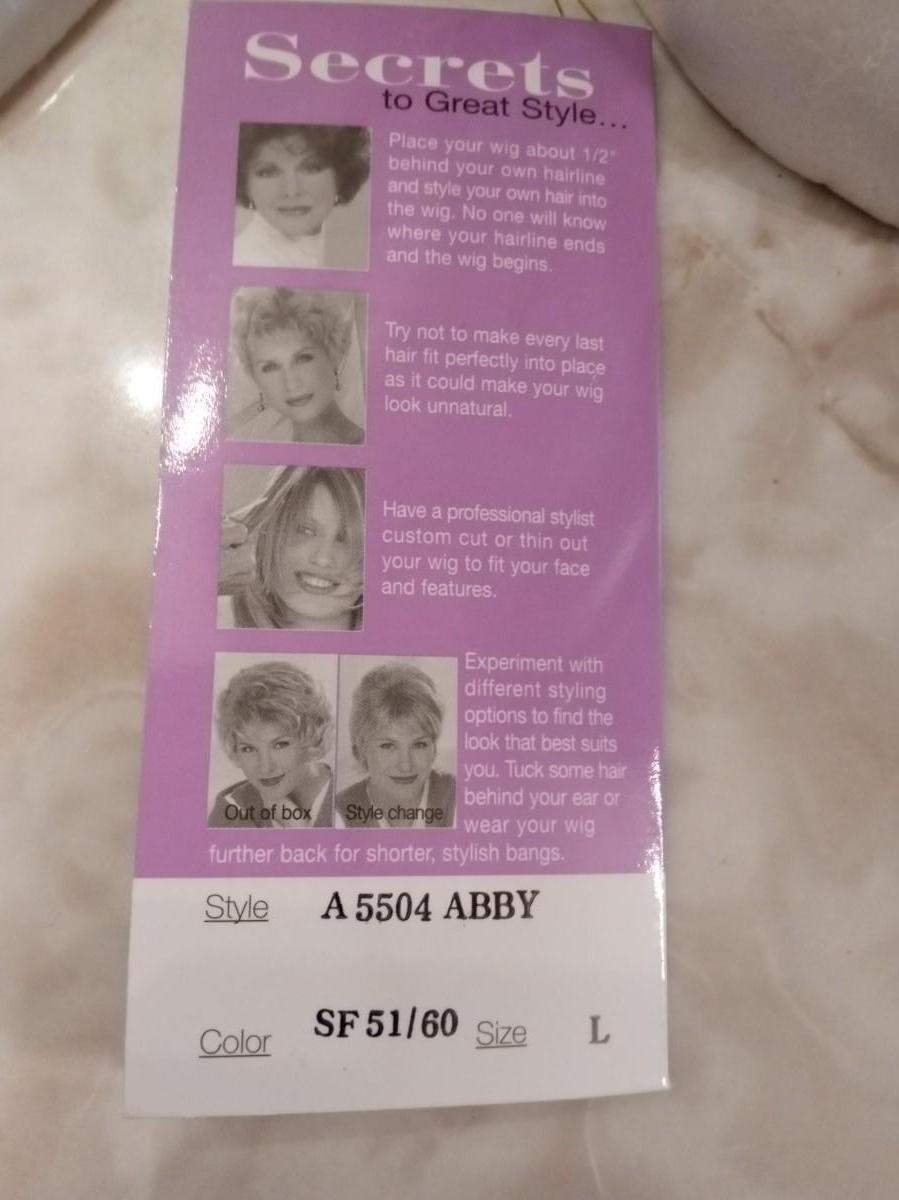 Secrets
to Great Style...
Place your wig about 1/2"
behind your own hairline
and style your own hair into
the wig. No one will know
where your hairline ends
and the wig begins.
Try not to make every last
hair fit perfectly into place
as it could make your wig
look unnatural.
Have a professional stylist
custom cut or thin out
your wig to fit your face
and features.
Experiment with
different styling
options to find the
look that best suits
you. Tuck some hair
behind your ear or
wear your wig
further back for shorter, stylish bangs.
Out of box
Style change
Style A 5504 ABBY
Color SF 51/60 Size L